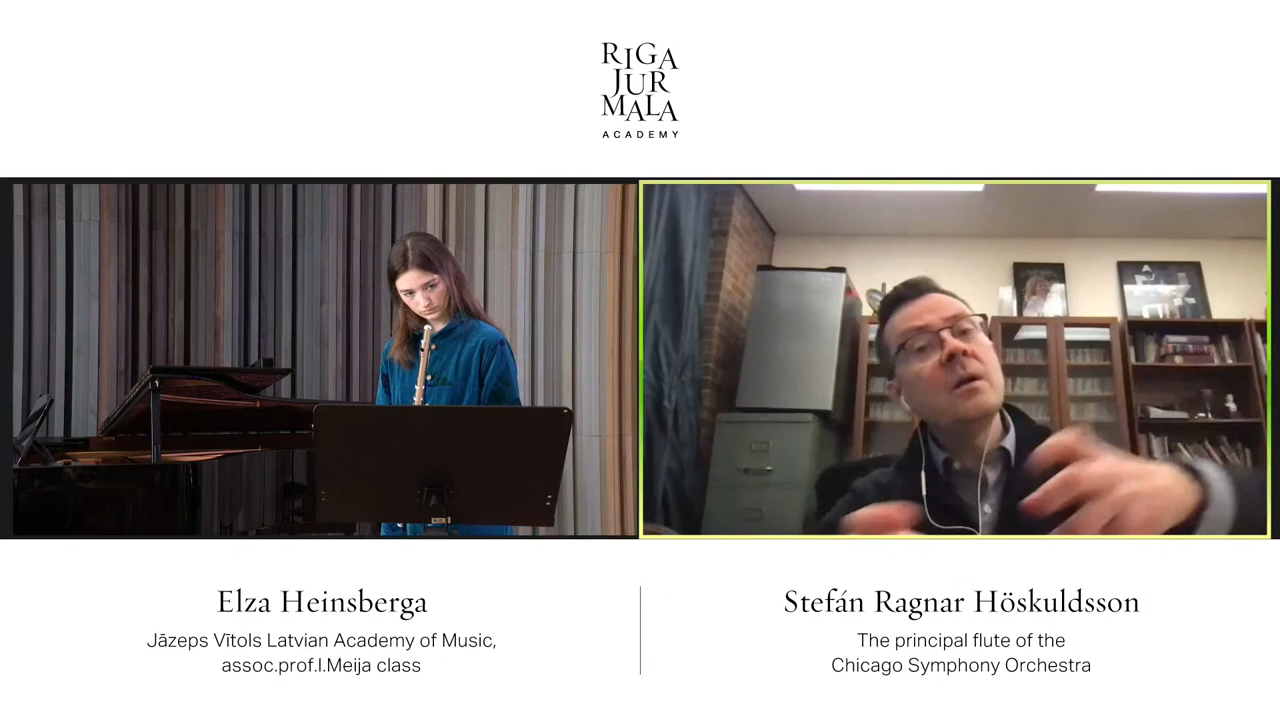 RIGA
JUR
MALA
ACADEMY
Elza Heinsberga
Jāzeps Vītols Latvian Academy of Music,
assoc.prof.I.Meija class
Stefán Ragnar Höskuldsson
The principal flute of the
Chicago Symphony Orchestra